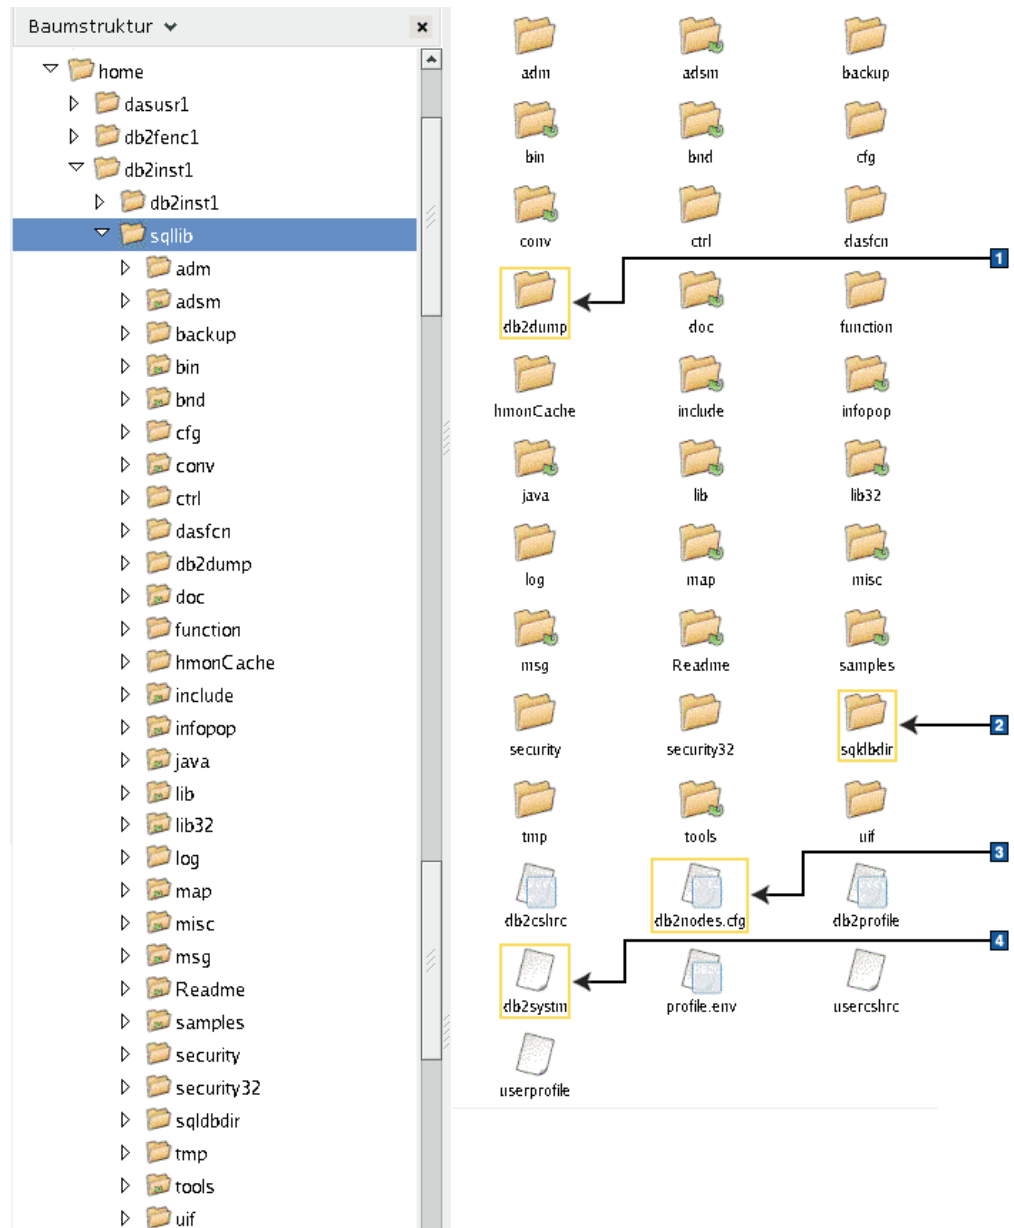 Baumstruktur
home
dasusr1
db2fenc1
db2inst1
db2inst1
sqllib
adm
adsm
backup
bin
bnd
cfg
conv
ctrl
dasfcn
db2dump
doc
function
hmonCache
include
infopop
java
lib
lib32
log
map
misc
msg
Readme
samples
security
security32
sqldbdir
tmp
tools
uif
adm adsm backup
bin bnd cfg
conv ctrl dasfcn
1
db2dump doc function
hmonCache include infopop
java lib lib32
log map misc
msg Readme samples
2
security security32 sqldbdir
tmp tools uif
3
db2cshrc db2nodes.cfg db2profile
4
db2systm profile.env usercshrc
userprofile